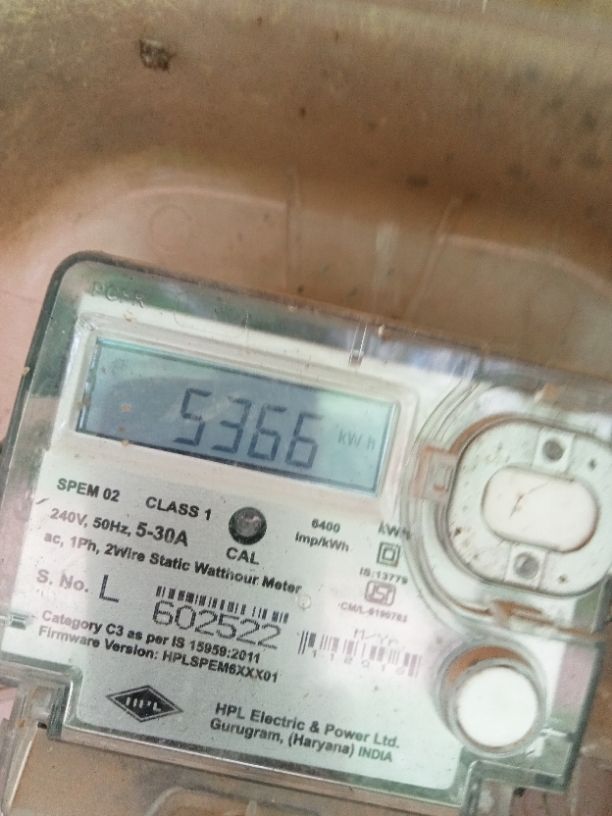 5366 kWh
SPEM 02 CLASS 1
240V, 50Hz, 5-30A
CAL
6400
imp/kWh
kWh
ac, 1Ph, 2Wire Static Watthour Meter
IS:13779
S. No. L 602522
Category C3 as per IS 15959:2011
Firmware Version: HPLSPEM6XXX01
HPL
HPL Electric & Power Ltd.
Gurugram, (Haryana) INDIA